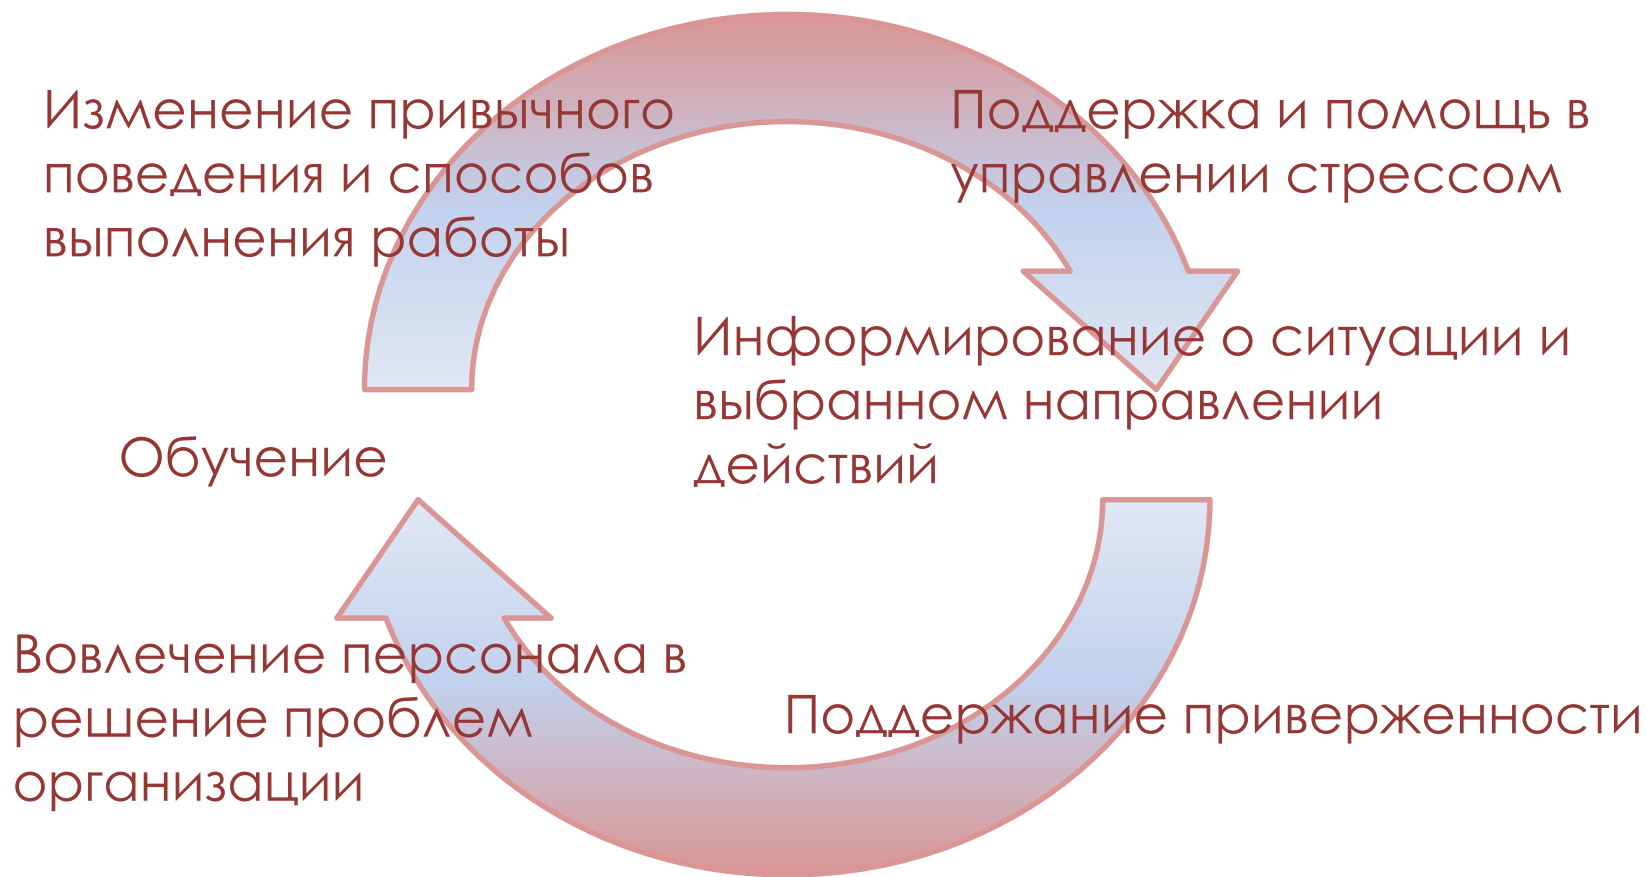 Изменение привычного
поведения и способов
выполнения работы
Поддержка и помощь в
управлении стрессом
Информирование о ситуации и
выбранном направлении
действий
Обучение
Вовлечение персонала в
решение проблем
организации
Поддержание приверженности